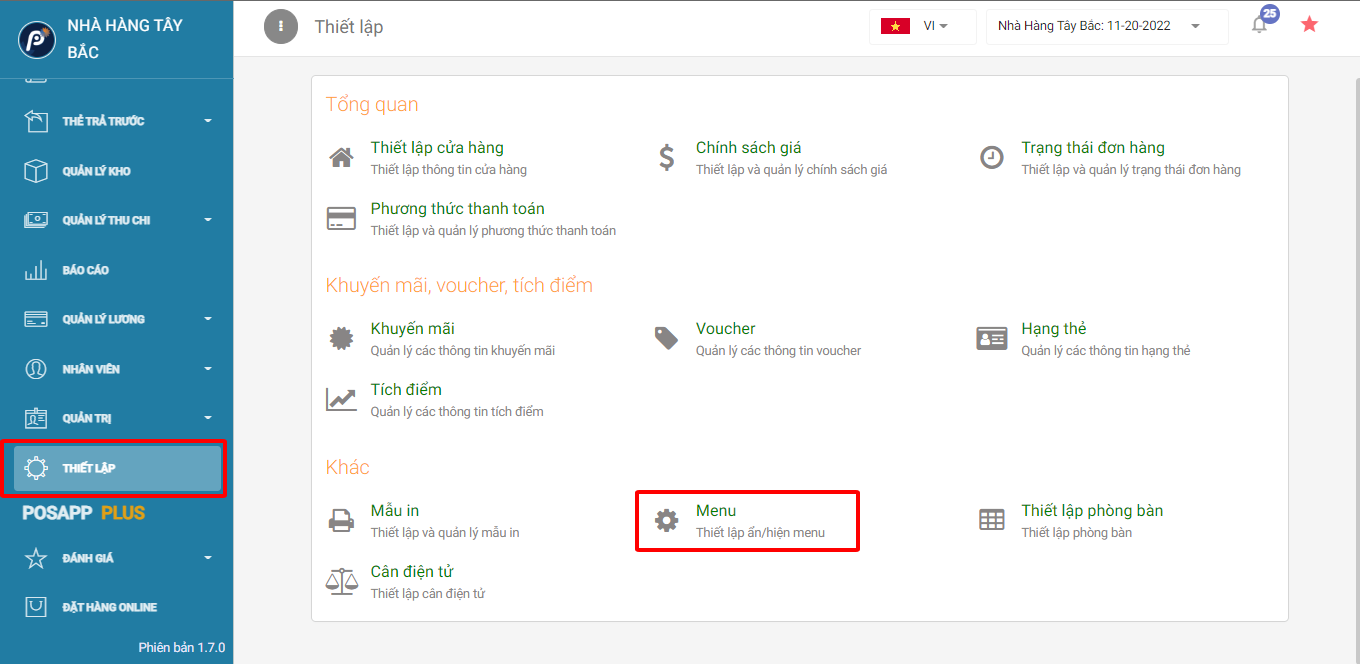 NHÀ HÀNG TÂY
BẮC
THẺ TRẢ TRƯỚC
QUẢN LÝ KHO
QUẢN LÝ THU CHI
BÁO CÁO
QUẢN LÝ LƯƠNG
NHÂN VIÊN
QUẢN TRỊ
THIẾT LẬP
POSAPP PLUS
ĐÁNH GIÁ
ĐẶT HÀNG ONLINE
Phiên bản 1.7.0
Thiết lập
VI
Nhà Hàng Tây Bắc: 11-20-2022
25
Tổng quan
Thiết lập cửa hàng
Thiết lập thông tin cửa hàng
Chính sách giá
Thiết lập và quản lý chính sách giá
Trạng thái đơn hàng
Thiết lập và quản lý trạng thái đơn hàng
Phương thức thanh toán
Thiết lập và quản lý phương thức thanh toán
Khuyến mãi, voucher, tích điểm
Khuyến mãi
Quản lý các thông tin khuyến mãi
Voucher
Quản lý các thông tin voucher
Hạng thẻ
Quản lý các thông tin hạng thẻ
Tích điểm
Quản lý các thông tin tích điểm
Khác
Mẫu in
Thiết lập và quản lý mẫu in
Menu
Thiết lập ẩn/hiện menu
Thiết lập phòng bàn
Thiết lập phòng bàn
Cân điện tử
Thiết lập cân điện tử